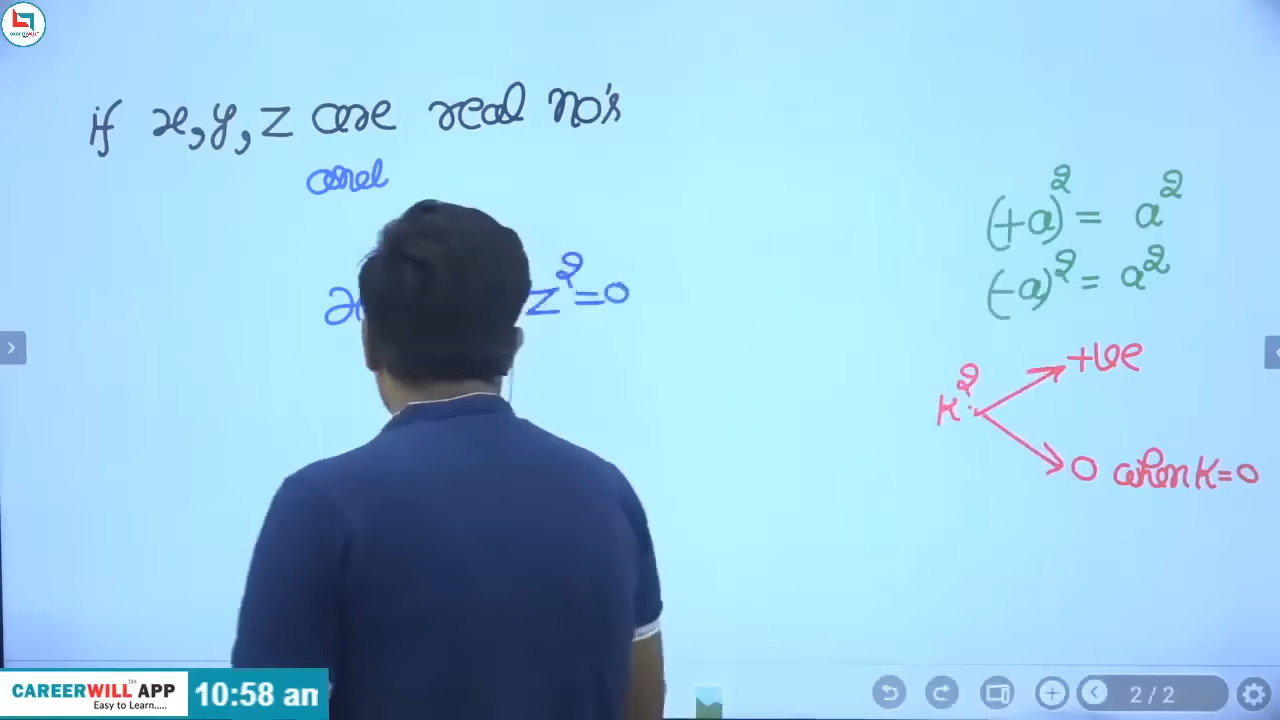 CAREERWILL
if x, y, z are real no's
and
x z² = 0
(+a)² = a²
(-a)² = a²
K² +ve
0 when K=0
CAREERWILL™ APP
Easy to Learn.....
10:58 am
2 / 2